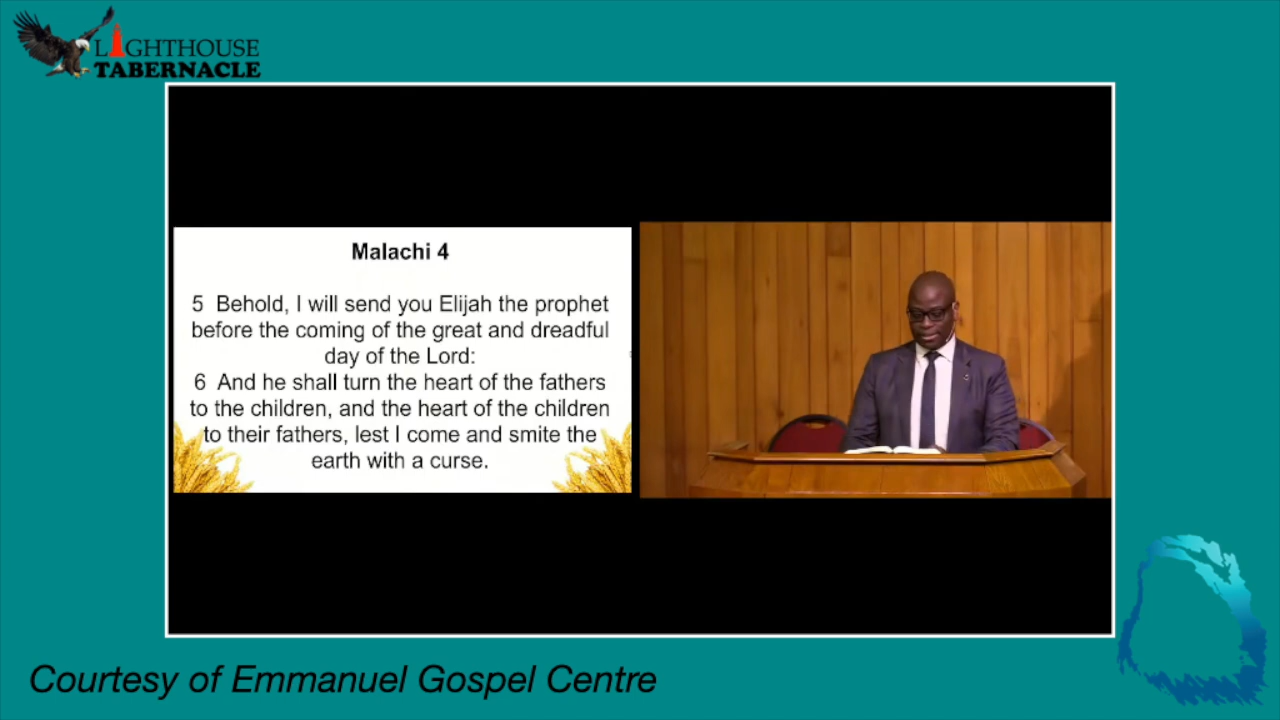 LIGHTHOUSE
TABERNACLE
Malachi 4
5 Behold, I will send you Elijah the prophet
before the coming of the great and dreadful
day of the Lord:
6 And he shall turn the heart of the fathers
to the children, and the heart of the children
to their fathers, lest I come and smite the
earth with a curse.
Courtesy of Emmanuel Gospel Centre